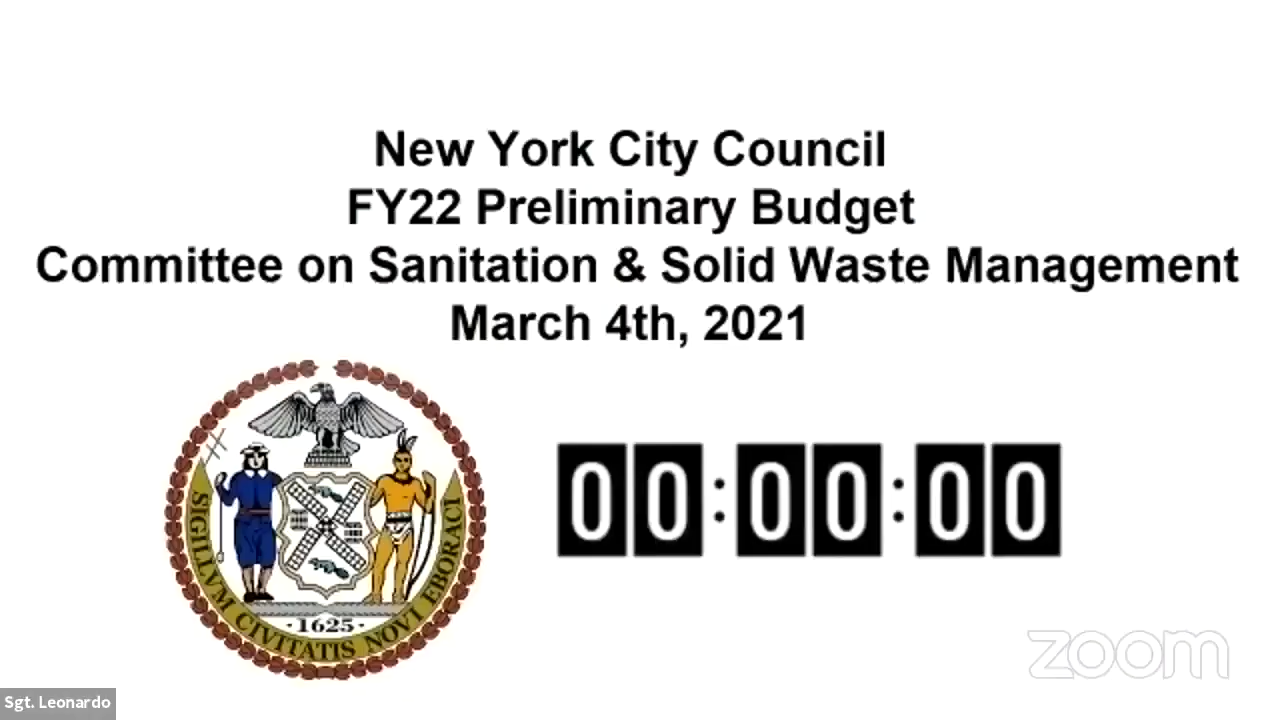 New York City Council
FY22 Preliminary Budget
Committee on Sanitation & Solid Waste Management
March 4th, 2021
SIGILLVM CIVITATIS NOVI EBORACI
·1625·
00:00:00
zoom
Sgt. Leonardo